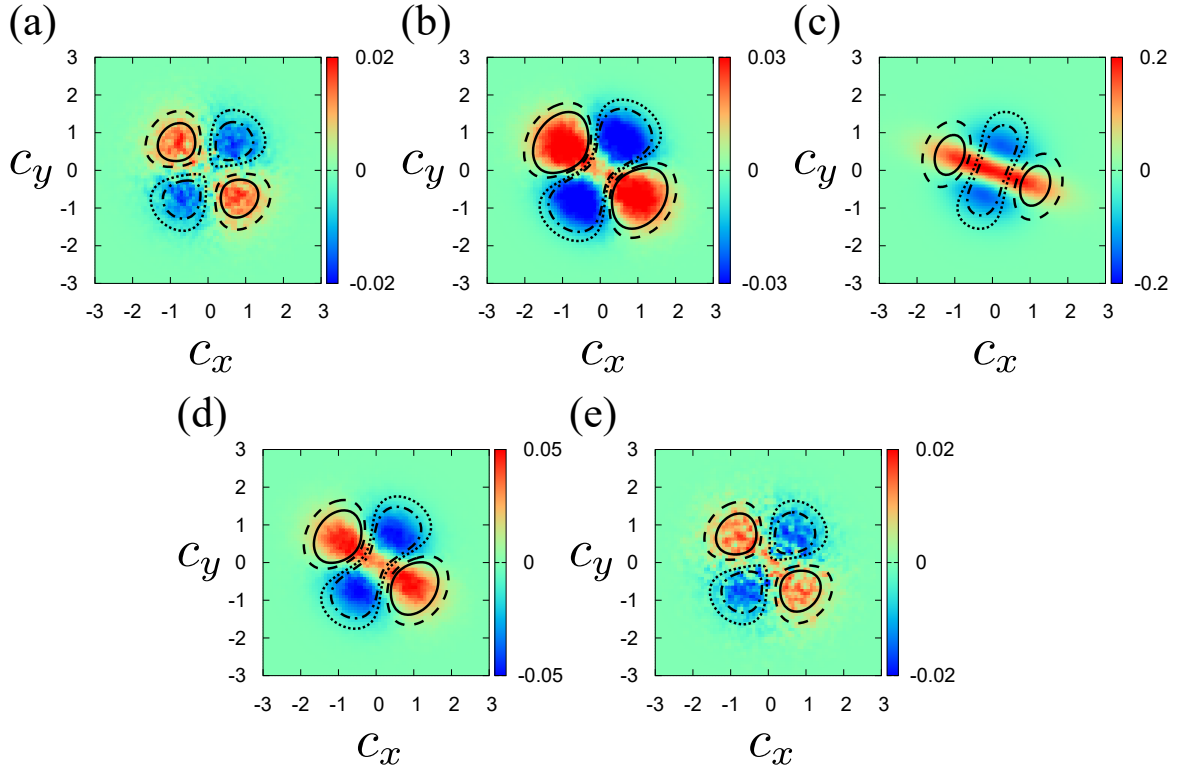 (a) (b) (c)
3 0.02 3 0.03 3 0.2
2 2 2
1 1 1
c_y 0 0 c_y 0 0 c_y 0 0
-1 -1 -1
-2 -2 -2
-3 -0.02 -3 -0.03 -3 -0.2
-3 -2 -1 0 1 2 3 -3 -2 -1 0 1 2 3 -3 -2 -1 0 1 2 3
c_x c_x c_x
(d) (e)
3 0.05 3 0.02
2 2
1 1
c_y 0 0 c_y 0 0
-1 -1
-2 -2
-3 -0.05 -3 -0.02
-3 -2 -1 0 1 2 3 -3 -2 -1 0 1 2 3
c_x c_x